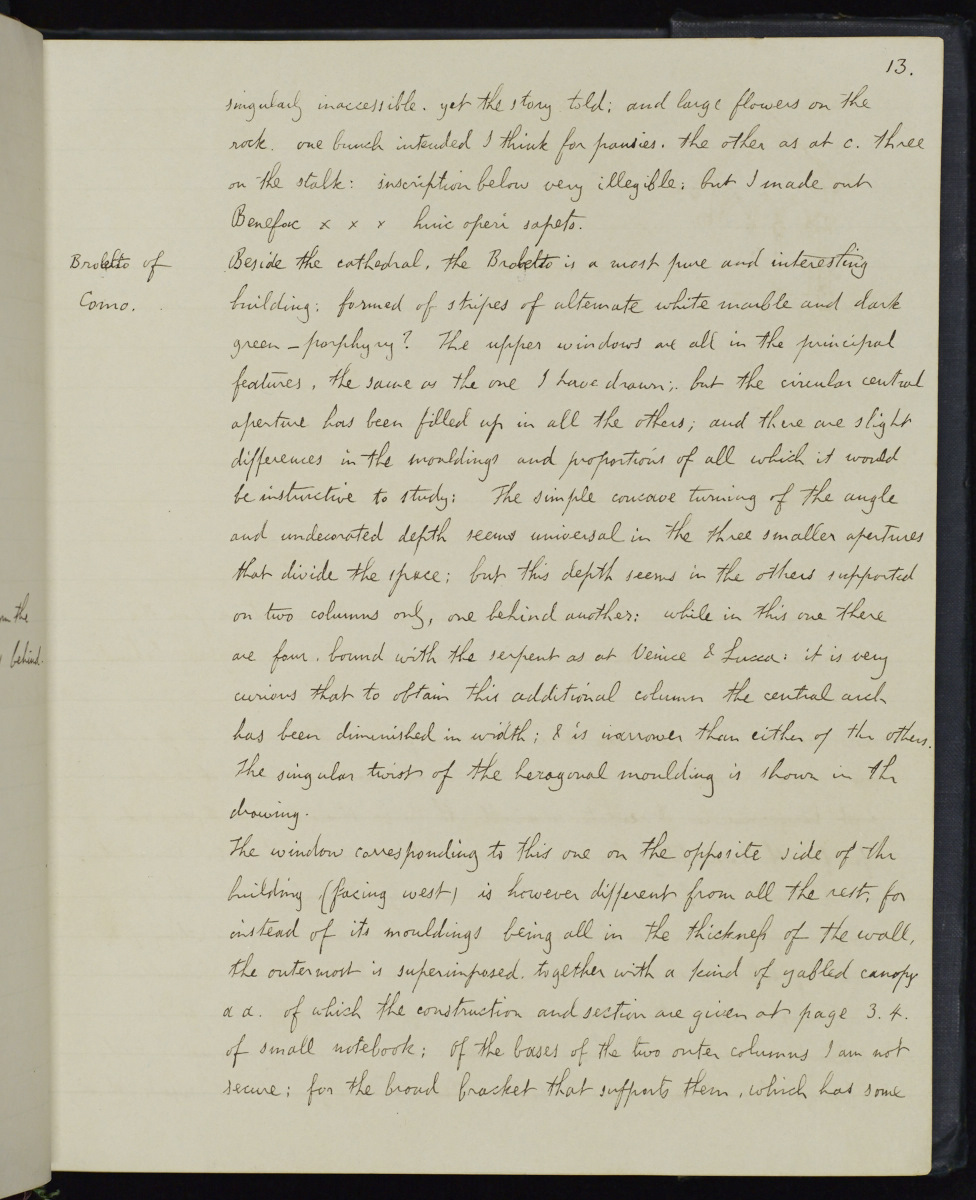 13.
singularly inaccessible. yet the story told; and large flowers on the
rock. one bunch intended I think for pansies. the other as at c. three
on the stalk: inscription below very illegible; but I made out
Benefac x x x huic operi
Broletto of
Como.
Beside the cathedral, the Broletto is a most pure and interesting
building; formed of stripes of alternate white marble and dark
green – porphyry? The upper windows are all in the principal
features, the same as the one I have drawn; but the circular central
aperture has been filled up in all the others; and there are slight
differences in the mouldings and proportions of all which it would
be instructive to study: The simple concave turning of the angle
and undecorated depth seems universal in the three smaller apertures
that divide the space; but this depth seems in the others supported
on two columns only, one behind another: while in this one there
are four. bound with the serpent as at Venice & Lucca: it is very
curious that to obtain this additional column the central arch
has been diminished in width; & is narrower than either of the others.
The singular twist of the hexagonal moulding is shown in the
drawing.
The window corresponding to this one on the opposite side of the
building (facing west) is however different from all the rest, for
instead of its mouldings being all in the thickness of the wall,
the outermost is superimposed. together with a kind of gabled canopy
a a. of which the construction and section are given at page 3. 4.
of small notebook; of the bases of the two outer columns I am not
secure; for the broad bracket that supports them, which has some
m the
behind.